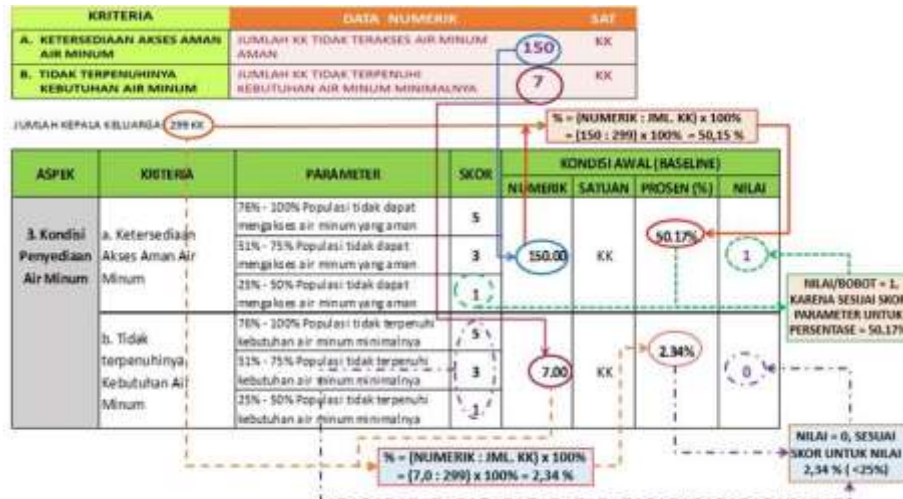 KRITERIA DATA NUMERIK SAT
A. KETERSEDIAAN AKSES AMAN JUMLAH KK TIDAK TERAKSES AIR MINUM 150 KK
AIR MINUM AMAN
B. TIDAK TERPENUHINYA JUMLAH KK TIDAK TERPENUHI 7 KK
KEBUTUHAN AIR MINUM KEBUTUHAN AIR MINUM MINIMALNYA
JUMLAH KEPALA KELUARGA: 299 KK
% = (NUMERIK : JML. KK) x 100%
= (150 : 299) x 100% = 50,15 %
ASPEK KRITERIA PARAMETER SKOR KONDISI AWAL (BASELINE)
NUMERIK SATUAN PROSEN (%) NILAI
3. Kondisi
Penyediaan
Air Minum
a. Ketersediaan
Akses Aman Air
Minum
76% - 100% Populasi tidak dapat
mengakses air minum yang aman
5
51% - 75% Populasi tidak dapat
mengakses air minum yang aman
3
25% - 50% Populasi tidak dapat
mengakses air minum yang aman
1
150.00 KK 50.17% 1
b. Tidak
terpenuhinya
Kebutuhan Air
Minum
76% - 100% Populasi tidak terpenuhi
kebutuhan air minum minimalnya
5
51% - 75% Populasi tidak terpenuhi
kebutuhan air minum minimalnya
3
25% - 50% Populasi tidak terpenuhi
kebutuhan air minum minimalnya
1
7.00 KK 2.34% 0
NILAI/BOBOT = 1,
KARENA SESUAI SKOR
PARAMETER UNTUK
PERSENTASE = 50.17%
% = (NUMERIK : JML. KK) x 100%
= (7,0 : 299) x 100% = 2,34 %
NILAI = 0, SESUAI
SKOR UNTUK NILAI
2,34 % (<25%)